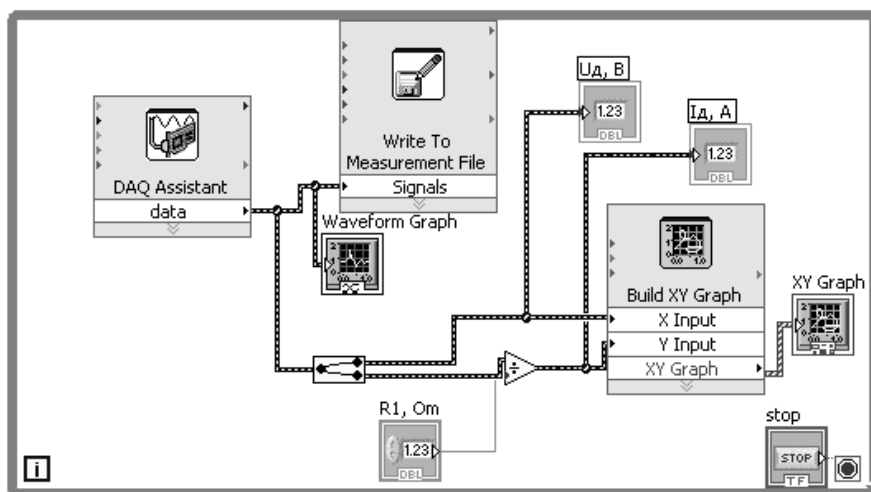 DAQ Assistant
data
Write To
Measurement File
Signals
Waveform Graph
Uд, В
1.23
DBL
Iд, А
1.23
DBL
Build XY Graph
X Input
Y Input
XY Graph
XY Graph
R1, Om
1.23
DBL
stop
STOP
TF
i